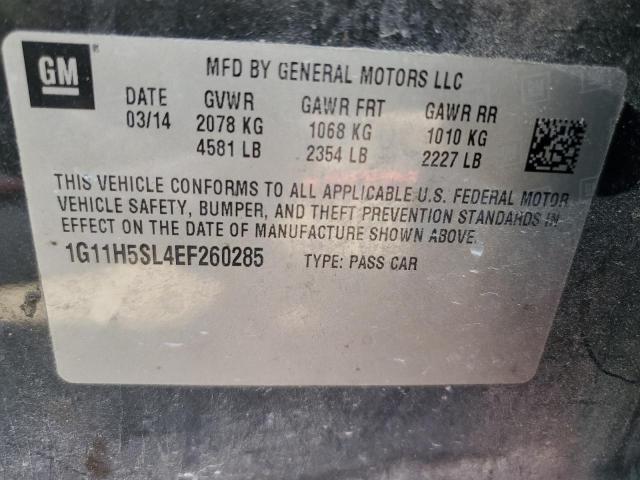 GM
MFD BY GENERAL MOTORS LLC
DATE GVWR GAWR FRT GAWR RR
03/14 2078 KG 1068 KG 1010 KG
4581 LB 2354 LB 2227 LB
THIS VEHICLE CONFORMS TO ALL APPLICABLE U.S. FEDERAL MOTOR
VEHICLE SAFETY, BUMPER, AND THEFT PREVENTION STANDARDS IN
EFFECT ON THE DATE OF MANUFACTURE SHOWN ABOVE.
1G11H5SL4EF260285 TYPE: PASS CAR